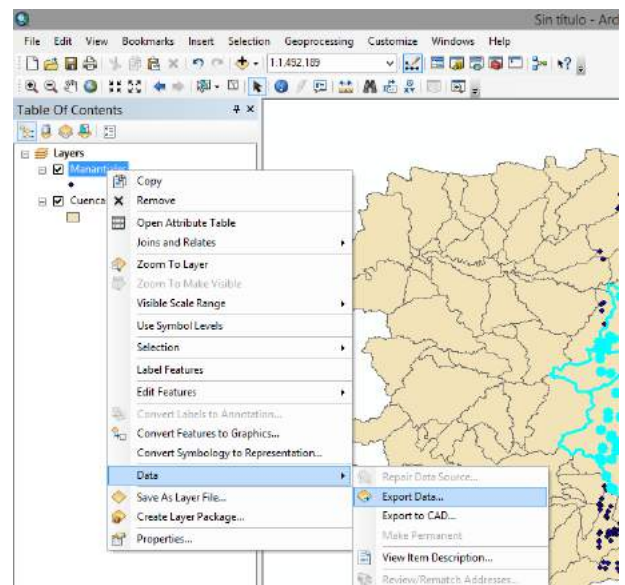 Sin título - Arc
File Edit View Bookmarks Insert Selection Geoprocessing Customize Windows Help
1:1.492.189
Table Of Contents
Layers
Manantiales
Cuenca
Copy
Remove
Open Attribute Table
Joins and Relates
Zoom To Layer
Zoom To Make Visible
Visible Scale Range
Use Symbol Levels
Selection
Label Features
Edit Features
Convert Labels to Annotation...
Convert Features to Graphics...
Convert Symbology to Representation...
Data
Save As Layer File...
Create Layer Package...
Properties...
Repair Data Source...
Export Data...
Export to CAD...
Make Permanent
View Item Description...
Review/Rematch Addresses...